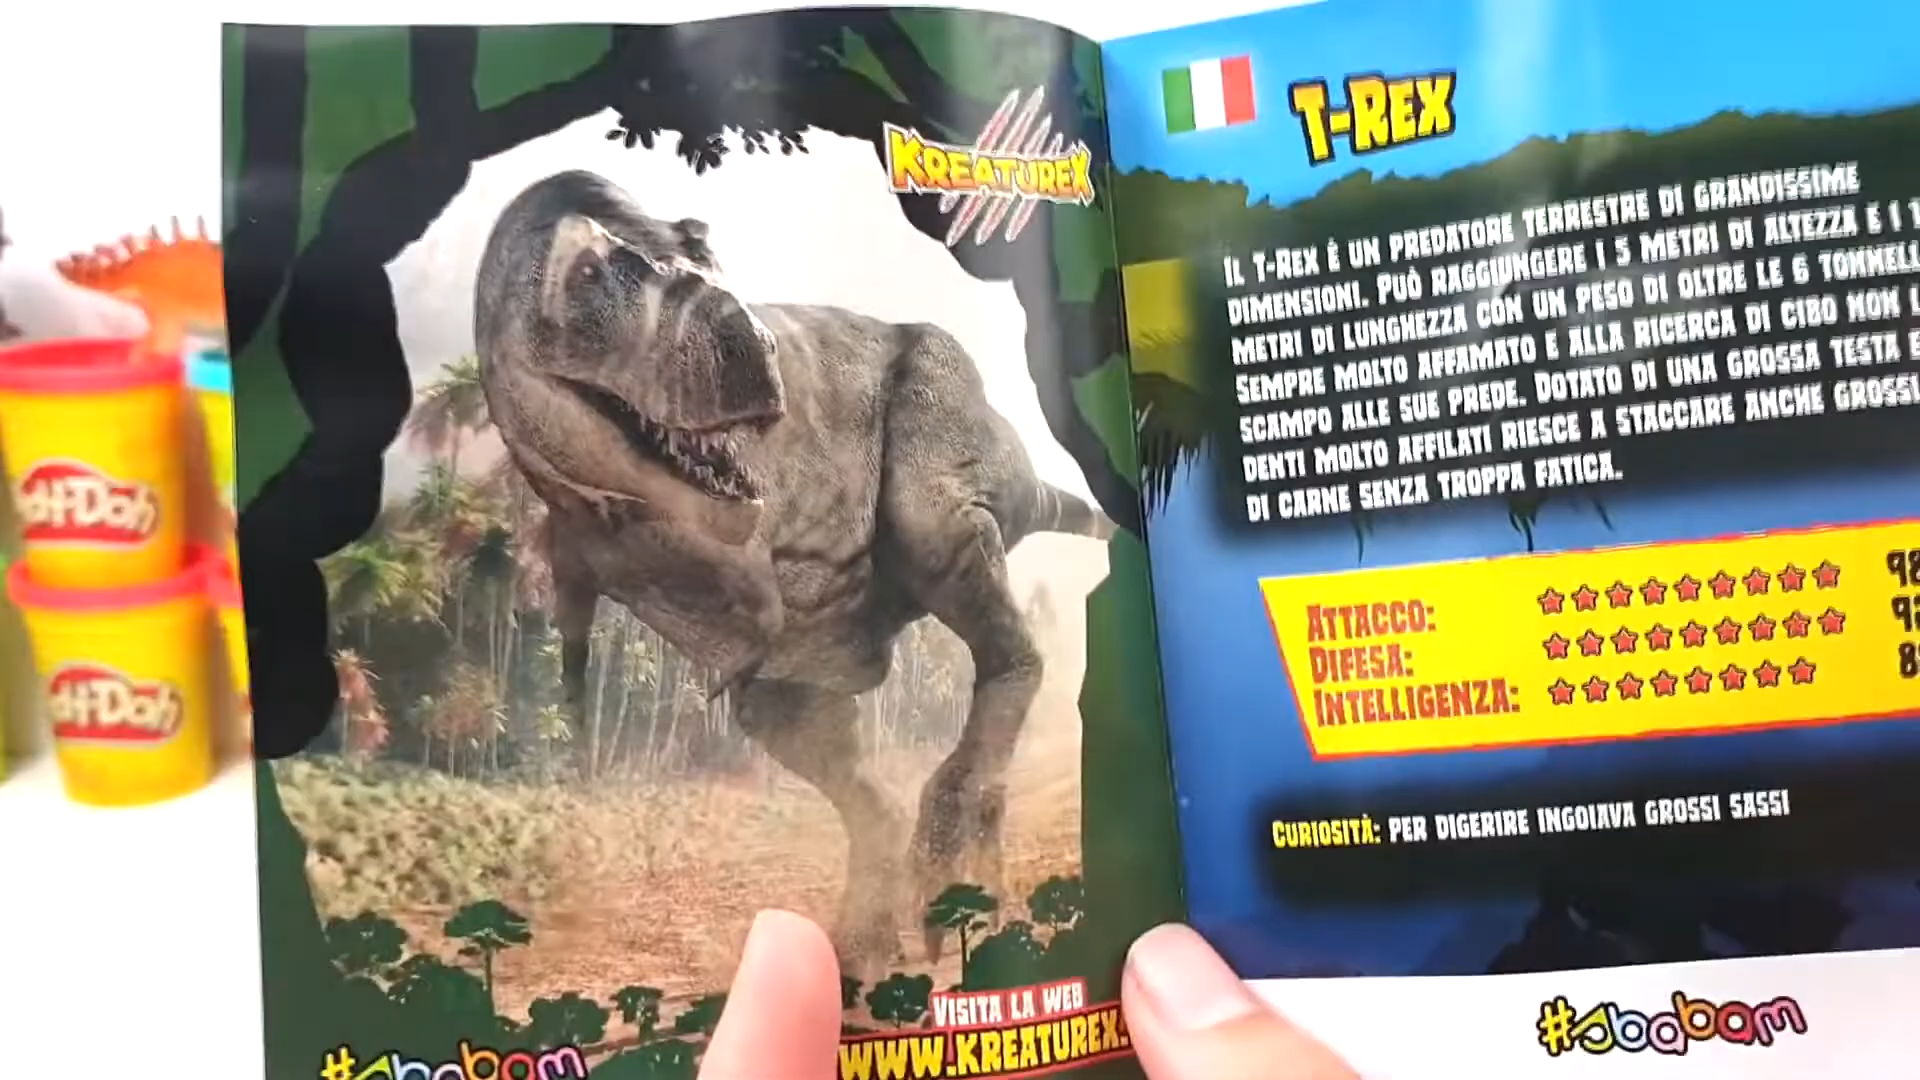 KREATUREX
VISITA LA WEB
WWW.KREATUREX.
#sbabam
T-REX
IL T-REX É UN PREDATORE TERRESTRE DI GRANDISSIME
DIMENSIONI. PUÒ RAGGIUNGERE I 5 METRI DI ALTEZZA E I
METRI DI LUNGHEZZA CON UN PESO DI OLTRE LE 6
SEMPRE MOLTO AFFAMATO E ALLA RICERCA DI CIBO NON
SCAMPO ALLE SUE PREDE. DOTATO DI UNA GROSSA TESTA E
DENTI MOLTO AFFILATI RIESCE A STACCARE ANCHE GROSSI
DI CARNE SENZA TROPPA FATICA.
ATTACCO: 98
DIFESA:
INTELLIGENZA:
CURIOSITÀ: PER DIGERIRE INGOIAVA GROSSI SASSI
#sbabam
Play-Doh
Play-Doh